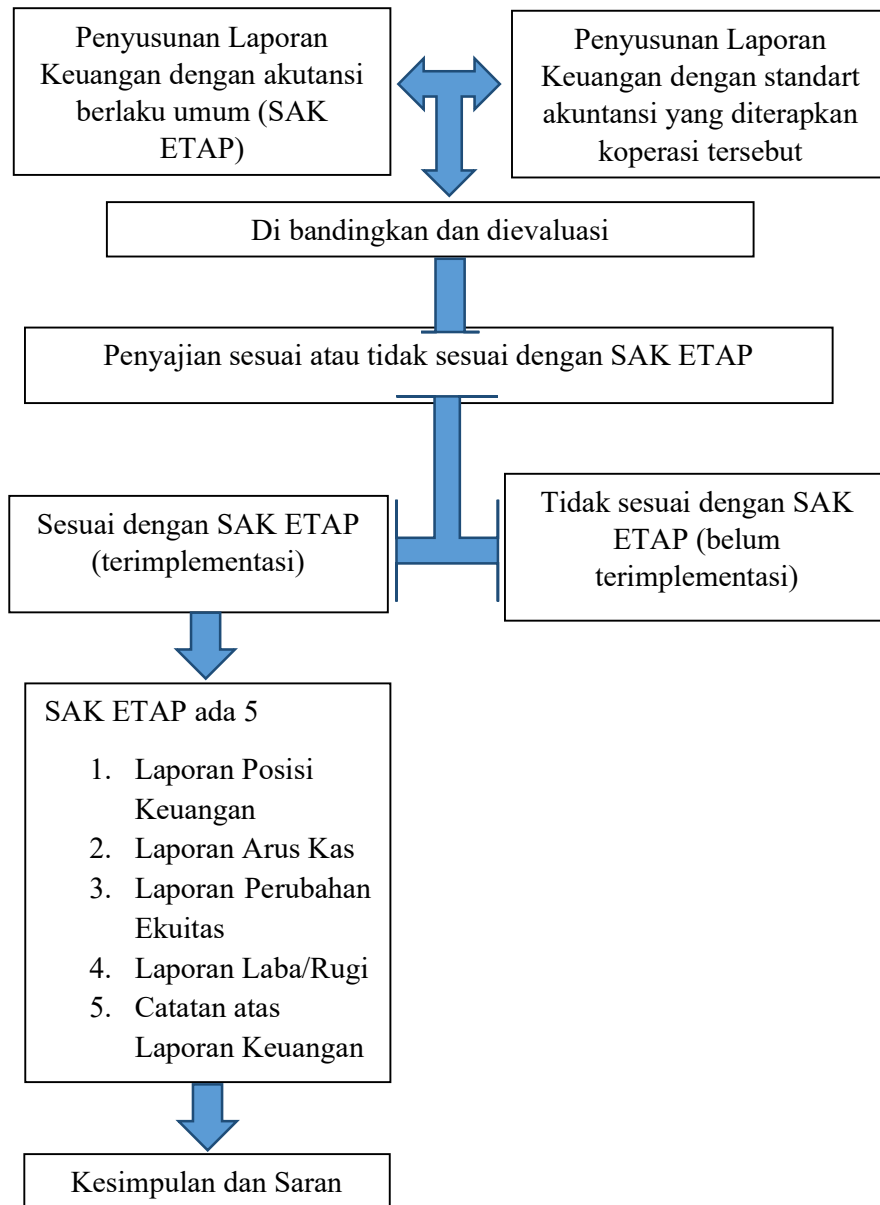 Penyusunan Laporan
Keuangan dengan akutansi
berlaku umum (SAK
ETAP)
Penyusunan Laporan
Keuangan dengan standart
akuntansi yang diterapkan
koperasi tersebut
Di bandingkan dan dievaluasi
Penyajian sesuai atau tidak sesuai dengan SAK ETAP
Sesuai dengan SAK ETAP
(terimplementasi)
Tidak sesuai dengan SAK
ETAP (belum
terimplementasi)
SAK ETAP ada 5
1. Laporan Posisi
Keuangan
2. Laporan Arus Kas
3. Laporan Perubahan
Ekuitas
4. Laporan Laba/Rugi
5. Catatan atas
Laporan Keuangan
Kesimpulan dan Saran